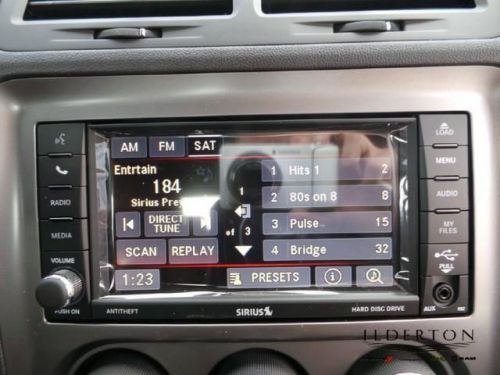 LOAD
AM FM SAT
MENU
Entrtain
184
Sirius Pre
1 Hits 1 2
2 80s on 8 8
3 Pulse 15
4 Bridge 32
1
of 3
RADIO
AUDIO
DIRECT TUNE
MEDIA
MY FILES
SCAN REPLAY
VOLUME
PULL
1:23
PRESETS
PUSH ON
ANTITHEFT
SIRIUS
HARD DISC DRIVE
AUX
ILDERTON
RAM